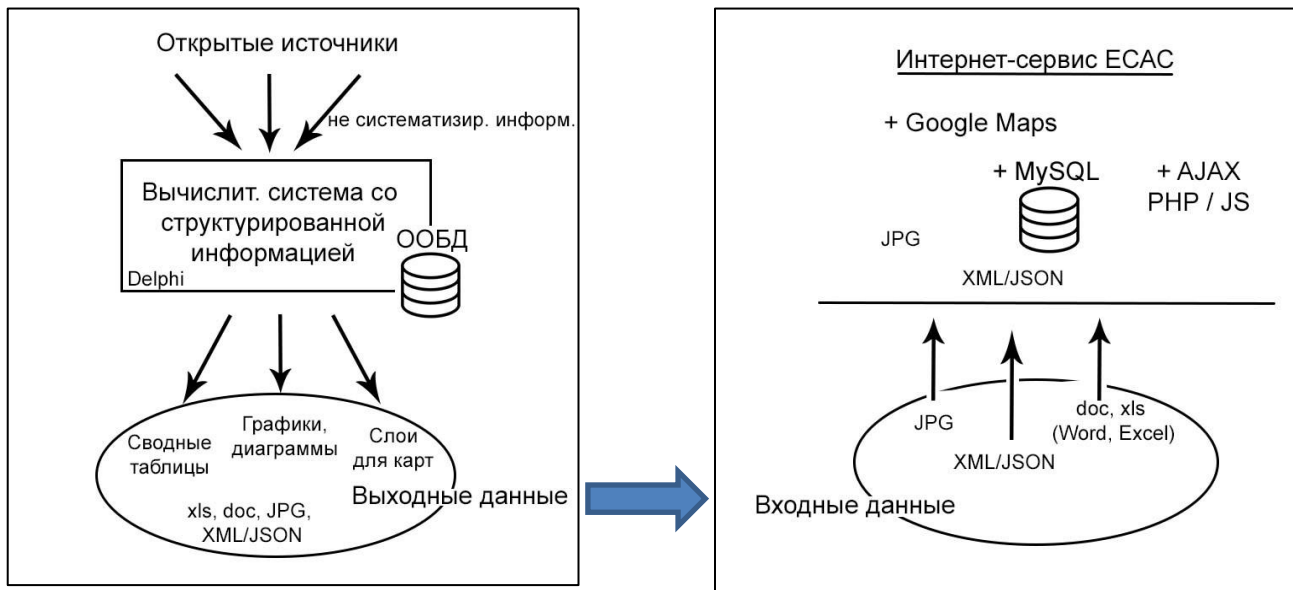 Открытые источники
не систематизир. информ.
Вычислит. система со
структурированной
информацией
Delphi
ООБД
Сводные
таблицы
Графики,
диаграммы
Слои
для карт
Выходные данные
xls, doc, JPG,
XML/JSON
Интернет-сервис ЕСАС
+ Google Maps
+ MySQL
+ AJAX
PHP / JS
JPG
XML/JSON
JPG
doc, xls
(Word, Excel)
XML/JSON
Входные данные